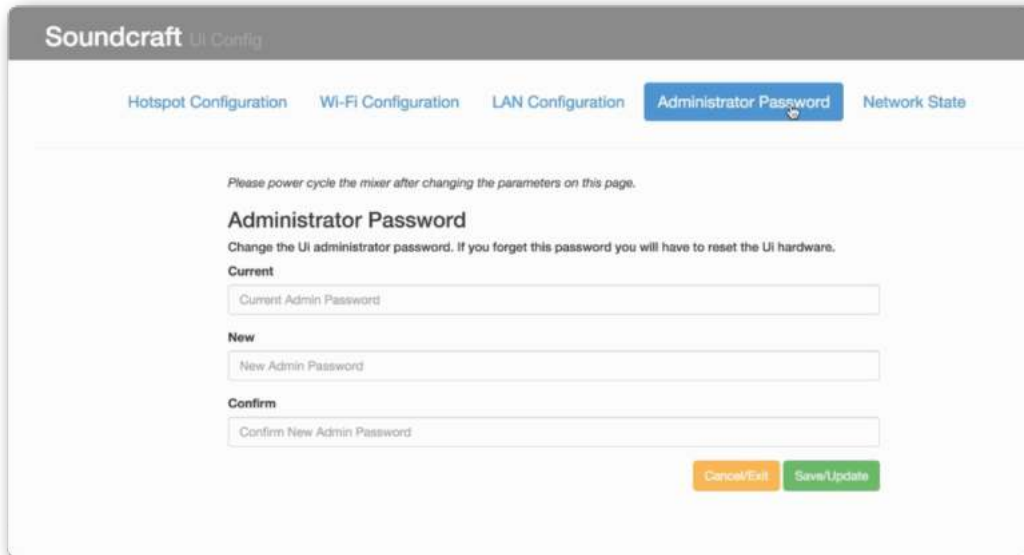 Soundcraft Ui Config
Hotspot Configuration Wi-Fi Configuration LAN Configuration Administrator Password Network State
Please power cycle the mixer after changing the parameters on this page.
Administrator Password
Change the Ui administrator password. If you forget this password you will have to reset the Ui hardware.
Current
Current Admin Password
New
New Admin Password
Confirm
Confirm New Admin Password
Cancel/Exit Save/Update